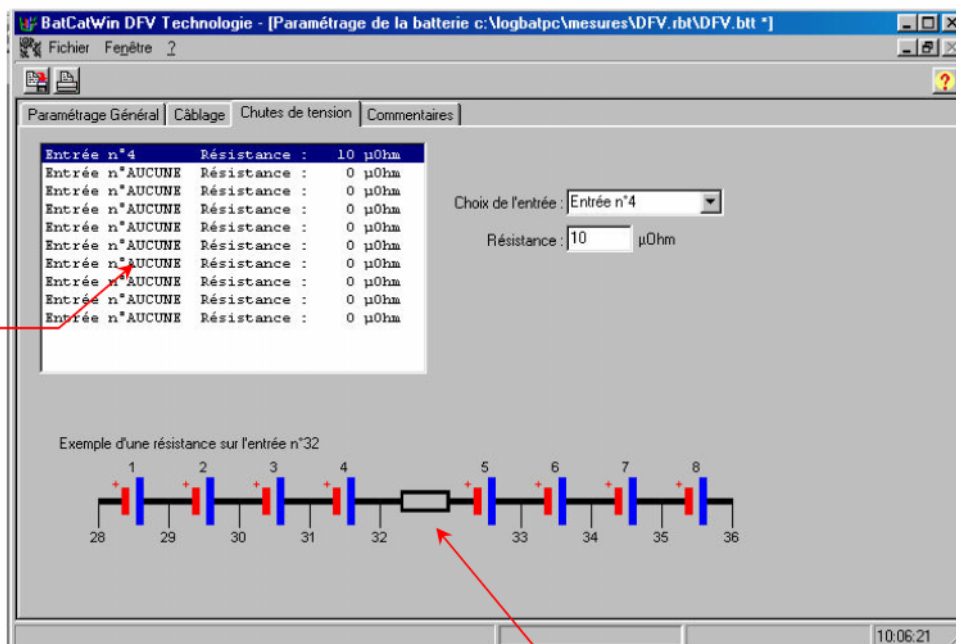 BatCatWin DFV Technologie - [Paramétrage de la batterie c:\logbatpc\mesures\DFV.rbt\DFV.btt *]
Fichier Fenêtre ?
Paramétrage Général Câblage Chutes de tension Commentaires
Entrée n°4 Résistance : 10 µOhm
Entrée n°AUCUNE Résistance : 0 µOhm
Entrée n°AUCUNE Résistance : 0 µOhm
Entrée n°AUCUNE Résistance : 0 µOhm
Entrée n°AUCUNE Résistance : 0 µOhm
Entrée n°AUCUNE Résistance : 0 µOhm
Entrée n°AUCUNE Résistance : 0 µOhm
Entrée n°AUCUNE Résistance : 0 µOhm
Entrée n°AUCUNE Résistance : 0 µOhm
Entrée n°AUCUNE Résistance : 0 µOhm
Choix de l'entrée : Entrée n°4
Résistance : 10 µOhm
Exemple d'une résistance sur l'entrée n°32
1 2 3 4 5 6 7 8
+ + + + + + + +
28 29 30 31 32 33 34 35 36
10:06:21